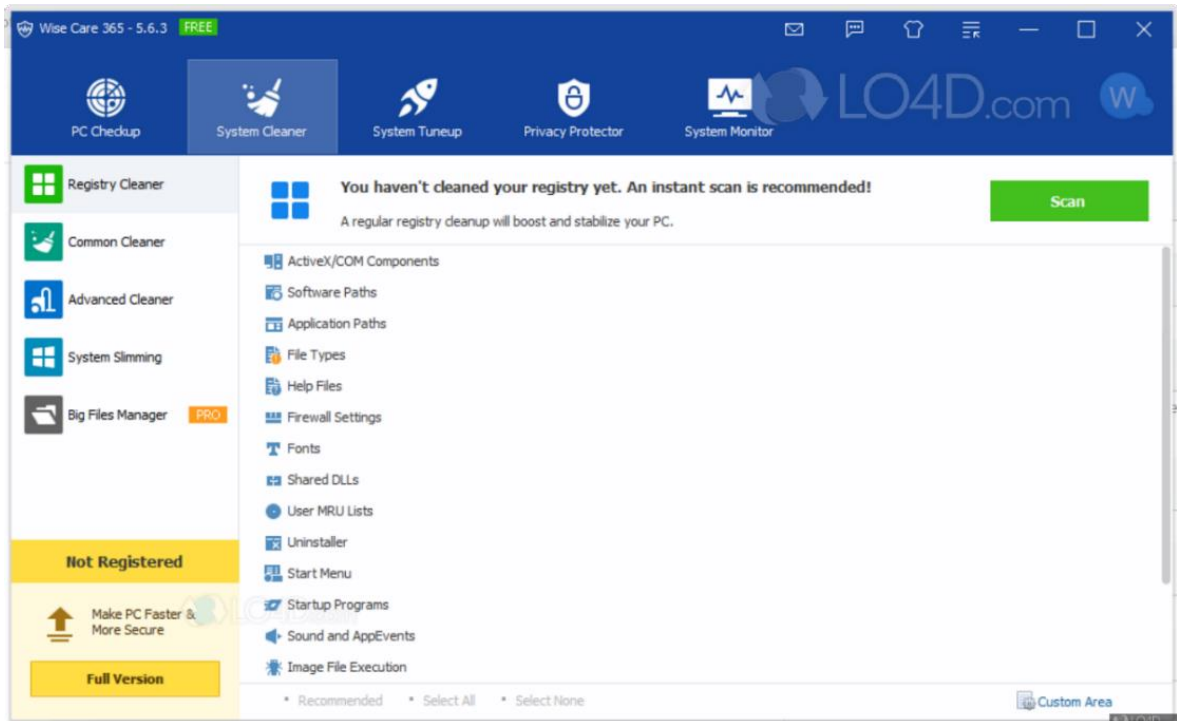 Wise Care 365 - 5.6.3 FREE
PC Checkup
System Cleaner
System Tuneup
Privacy Protector
System Monitor
LO4D.com
W
Registry Cleaner
Common Cleaner
Advanced Cleaner
System Slimming
Big Files Manager PRO
You haven't cleaned your registry yet. An instant scan is recommended!
A regular registry cleanup will boost and stabilize your PC.
Scan
ActiveX/COM Components
Software Paths
Application Paths
File Types
Help Files
Firewall Settings
Fonts
Shared DLLs
User MRU Lists
Uninstaller
Start Menu
Startup Programs
Sound and AppEvents
Image File Execution
Not Registered
Make PC Faster &
More Secure
Full Version
LO4D.com
• Recommended • Select All • Select None
Custom Area